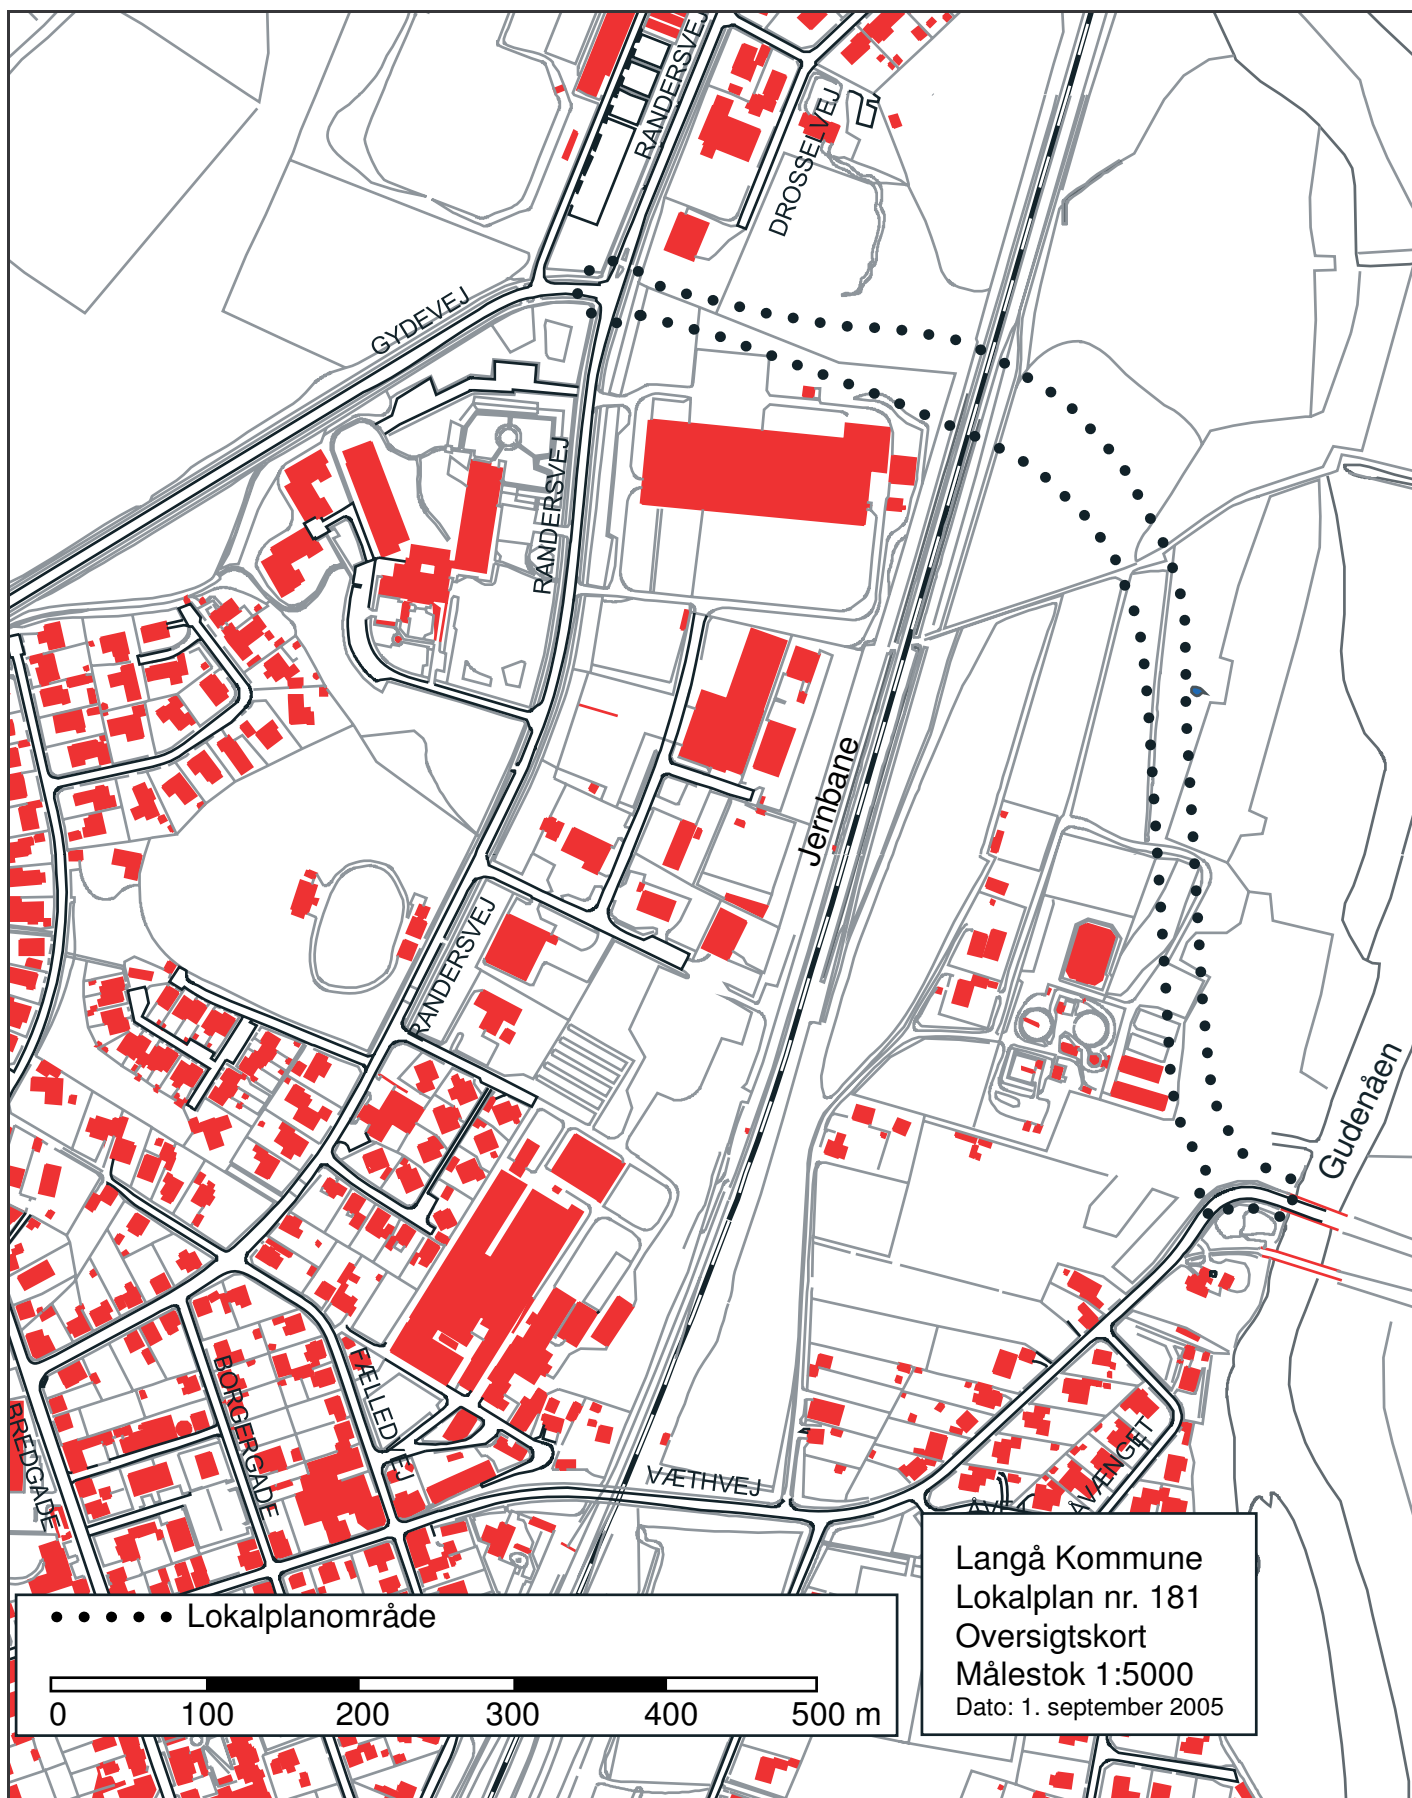 RANDERSVEJ
DROSSELVEJ
GYDEVEJ
RANDERSVEJ
Jernbane
RANDERSVEJ
Gudenåen
FÆLLEDVEJ
BORGERGADE
BREDGADE
VÆTHVEJ
ÅVÆNGET
Langå Kommune
Lokalplan nr. 181
Oversigtskort
Målestok 1:5000
Dato: 1. september 2005
Lokalplanområde
0 100 200 300 400 500 m